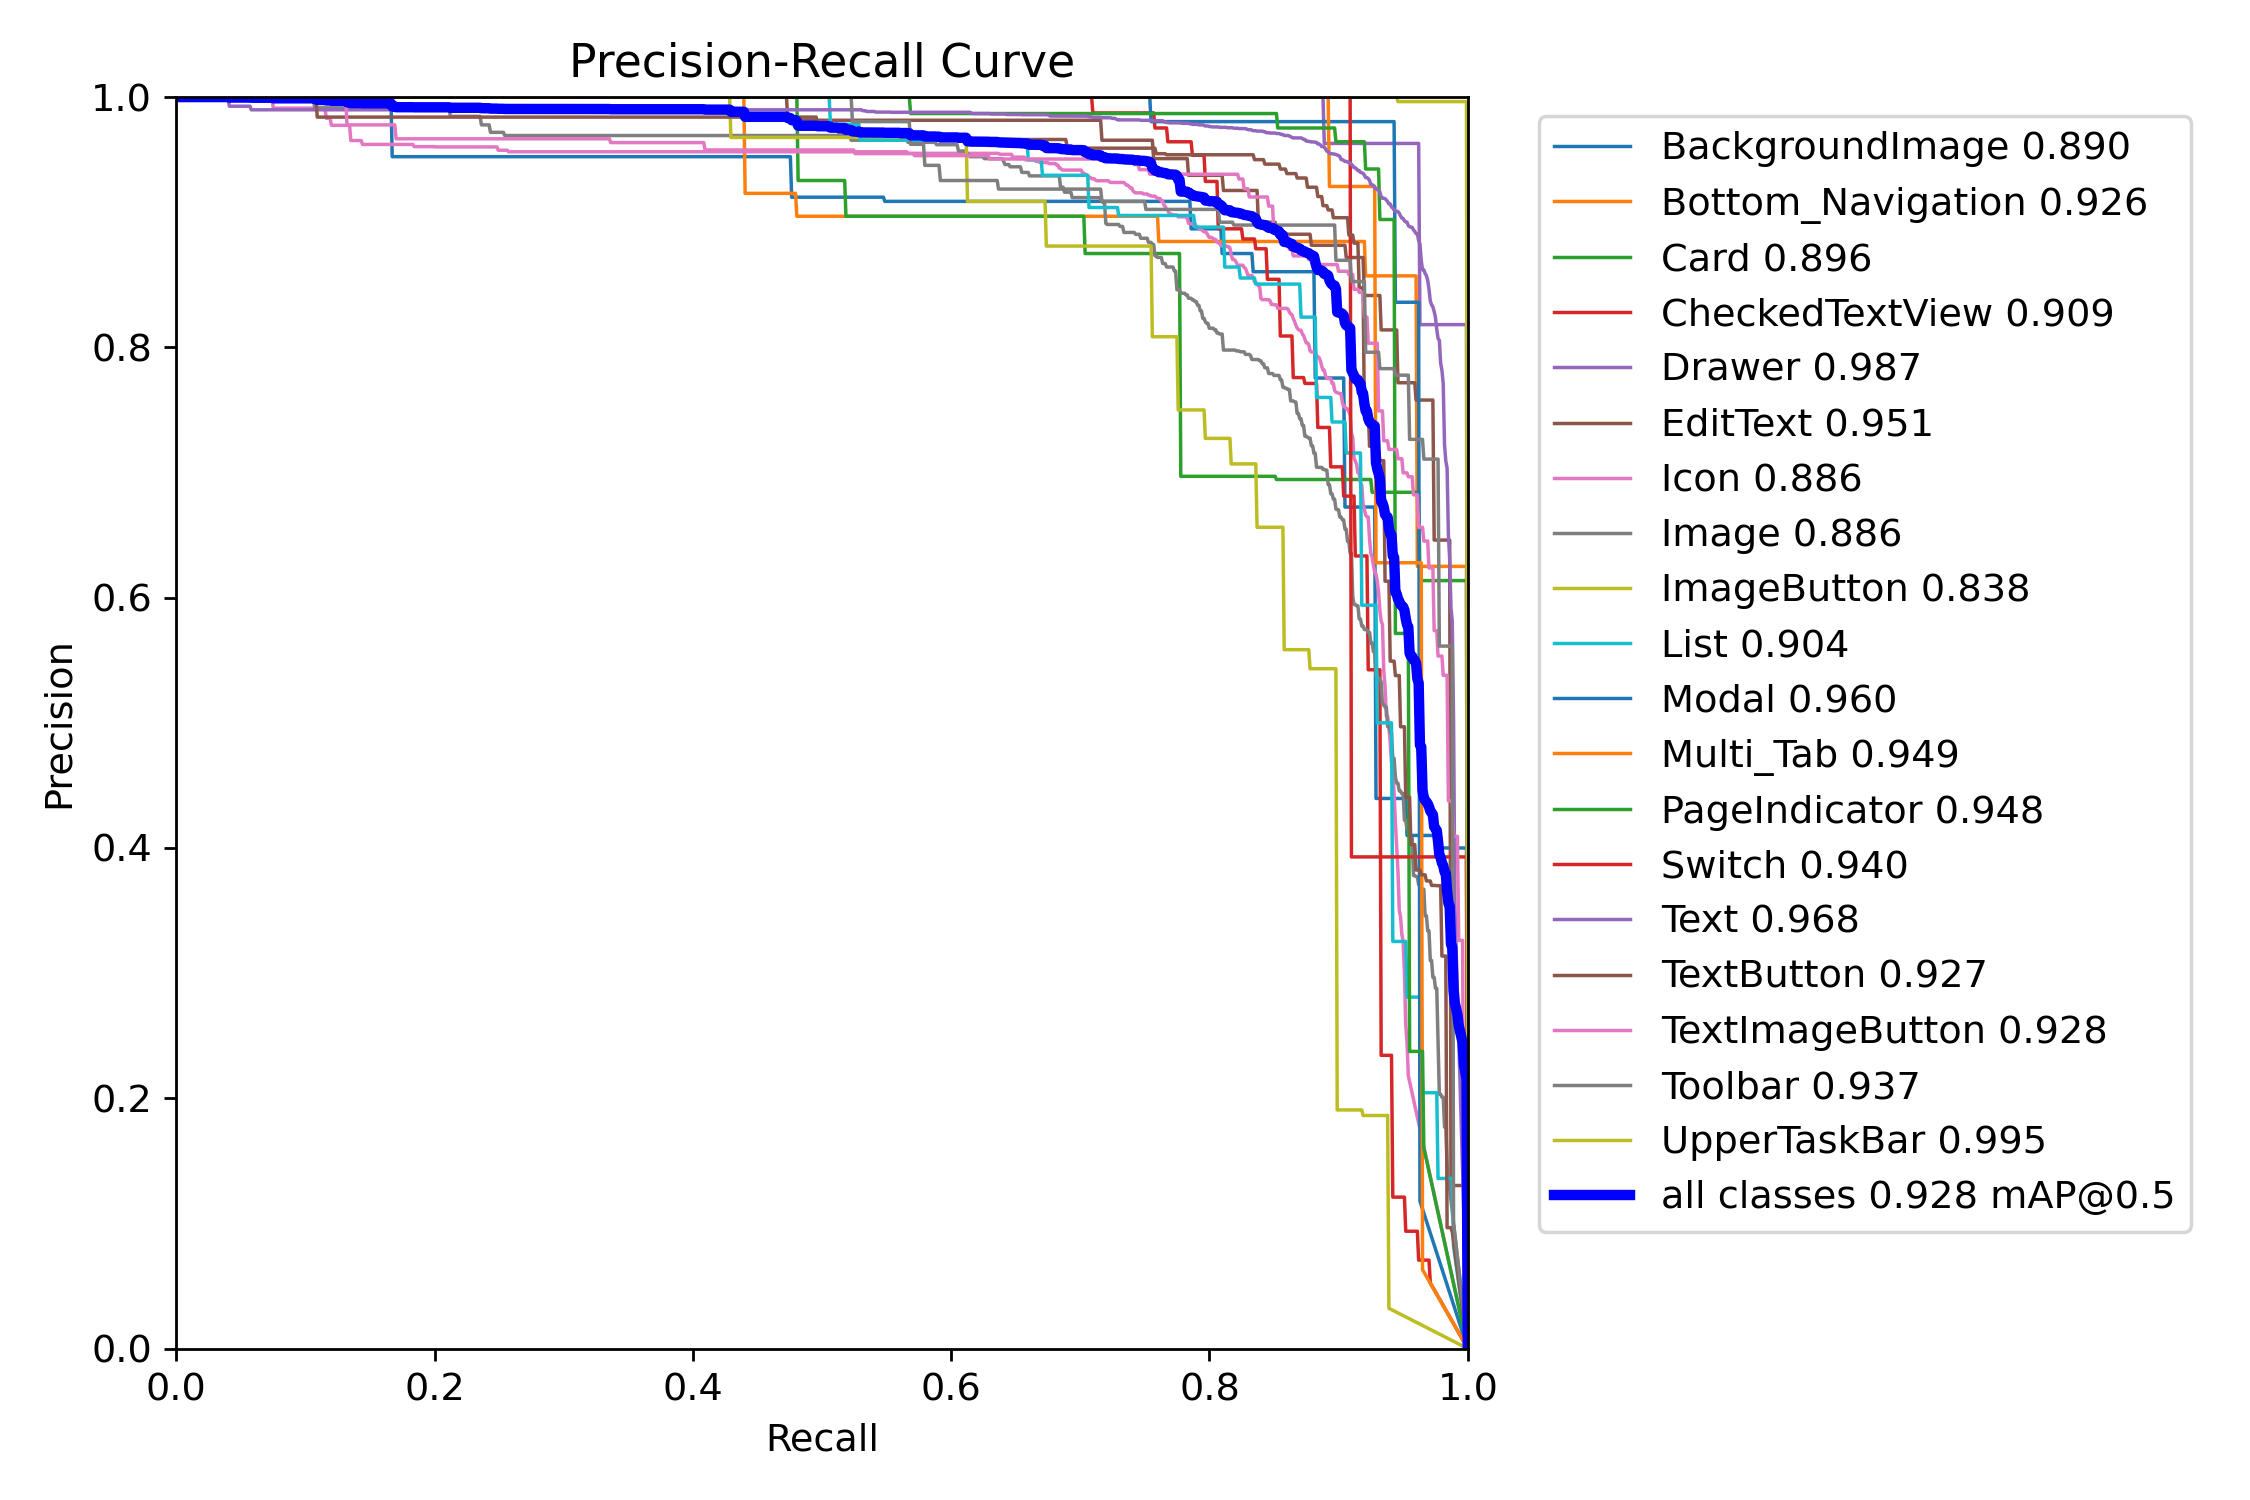 Precision-Recall Curve
1.0
0.8
0.6
0.4
0.2
0.0
Precision
0.0 0.2 0.4 0.6 0.8 1.0
Recall
BackgroundImage 0.890
Bottom_Navigation 0.926
Card 0.896
CheckedTextView 0.909
Drawer 0.987
EditText 0.951
Icon 0.886
Image 0.886
ImageButton 0.838
List 0.904
Modal 0.960
Multi_Tab 0.949
PageIndicator 0.948
Switch 0.940
Text 0.968
TextButton 0.927
TextImageButton 0.928
Toolbar 0.937
UpperTaskBar 0.995
all classes 0.928 mAP@0.5